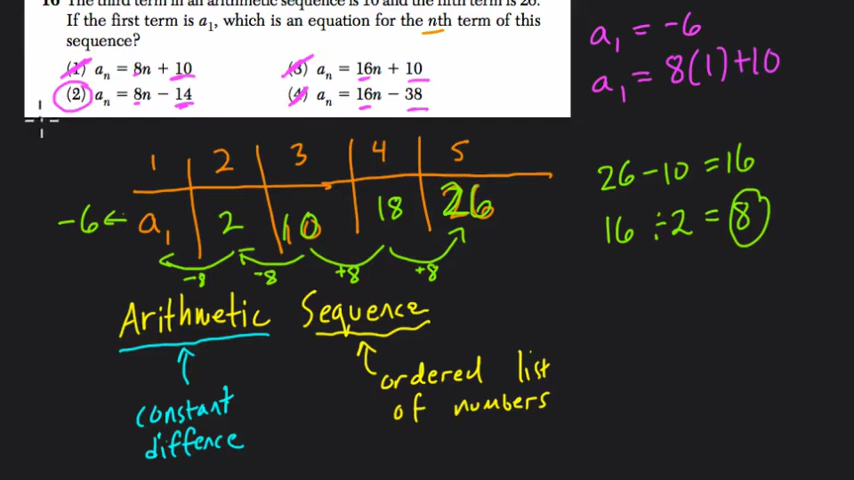 16 The third term in an arithmetic sequence is 10 and the fifth term is 26.
If the first term is a₁, which is an equation for the nth term of this
sequence?
(1) aₙ = 8n + 10
(3) aₙ = 16n + 10
(2) aₙ = 8n − 14
(4) aₙ = 16n − 38
a₁ = -6
a₁ = 8(1)+10
1 2 3 4 5
-6 ← a₁ 2 10 18 26
-8 -8 +8 +8
26 - 10 = 16
16 ÷ 2 = 8
Arithmetic Sequence
constant
diffence
ordered list
of numbers